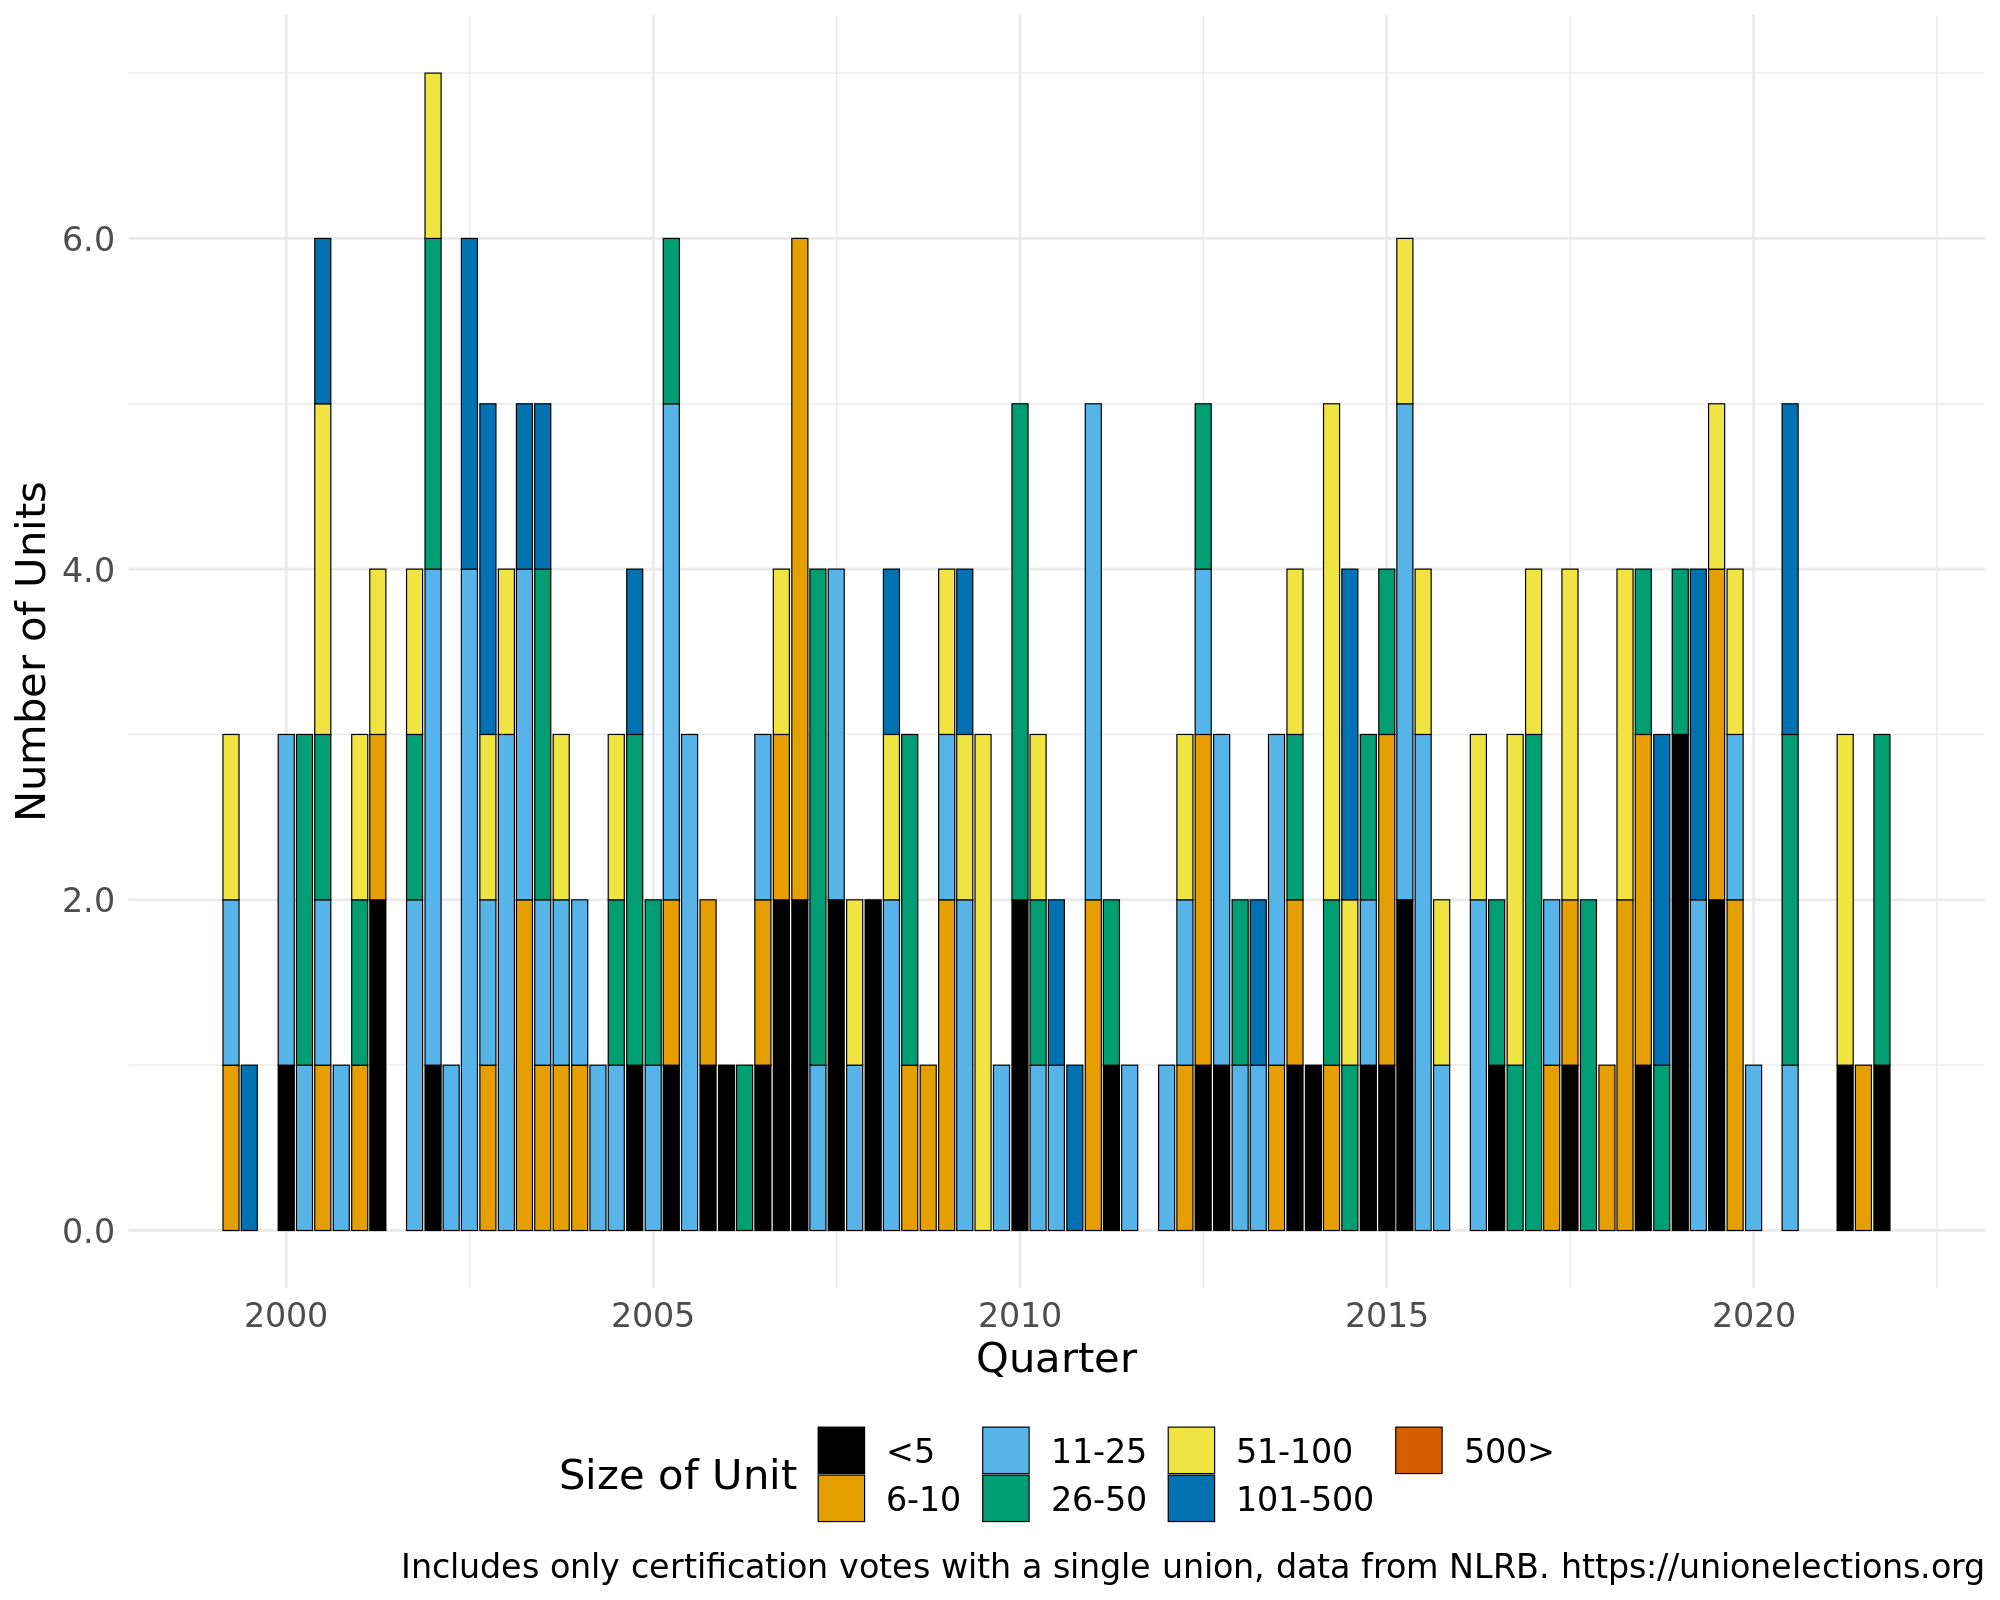 Number of Units
6.0
4.0
2.0
0.0
2000 2005 2010 2015 2020
Quarter
Size of Unit
<5 11-25 51-100 500>
6-10 26-50 101-500
Includes only certification votes with a single union, data from NLRB. https://unionelections.org